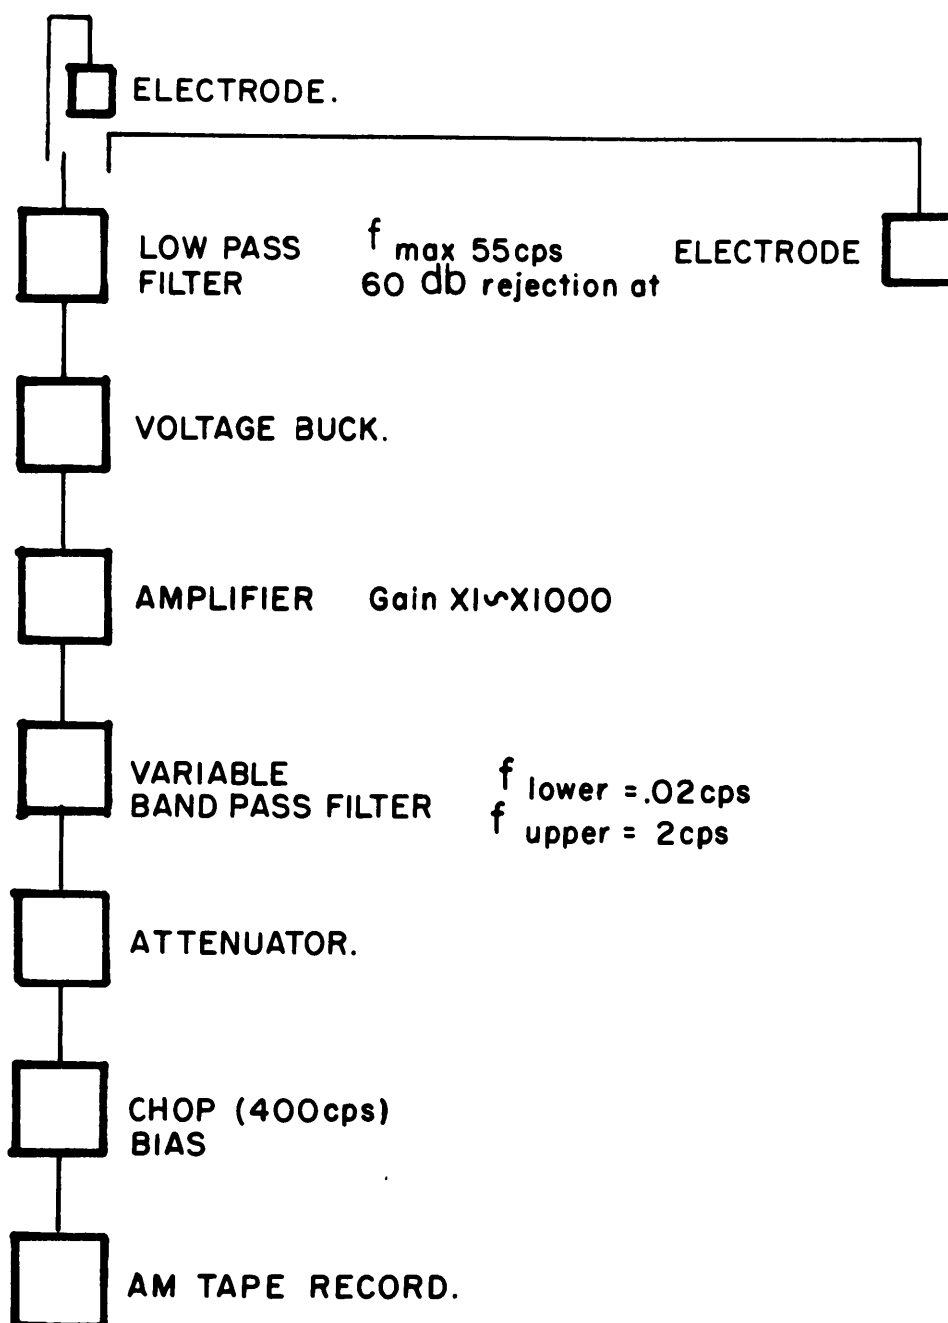 ELECTRODE.
LOW PASS FILTER
f max 55cps
60 db rejection at
ELECTRODE
VOLTAGE BUCK.
AMPLIFIER Gain X1~X1000
VARIABLE
BAND PASS FILTER
f lower = .02cps
f upper = 2cps
ATTENUATOR.
CHOP (400cps)
BIAS
AM TAPE RECORD.